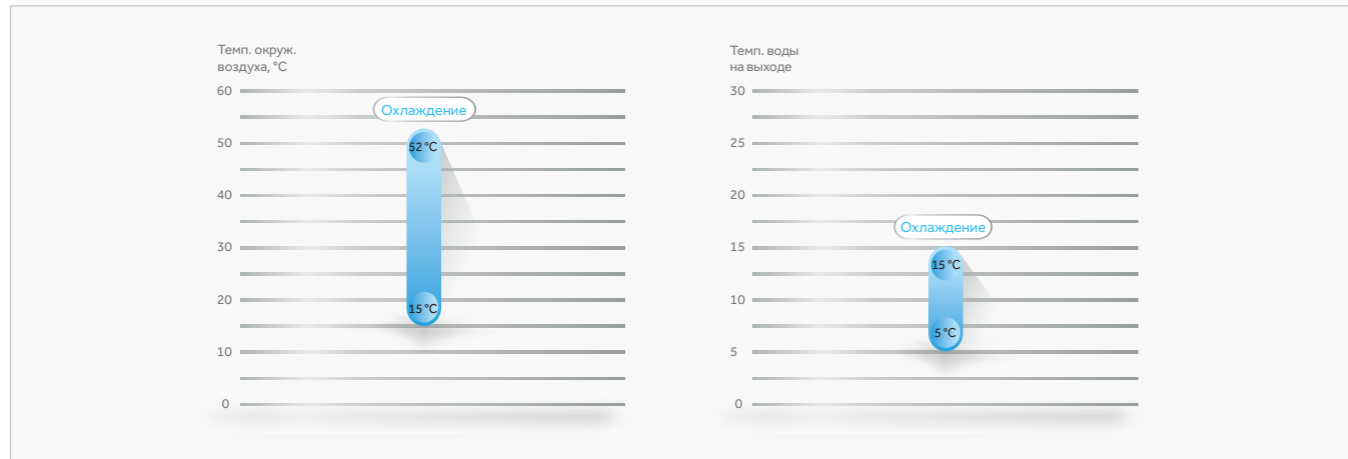 Темп. окруж.
воздуха, °C
60
Охлаждение
50
52 °C
40
30
20
15 °C
10
0
Темп. воды
на выходе
30
25
20
Охлаждение
15
15 °C
10
5 °C
5
0